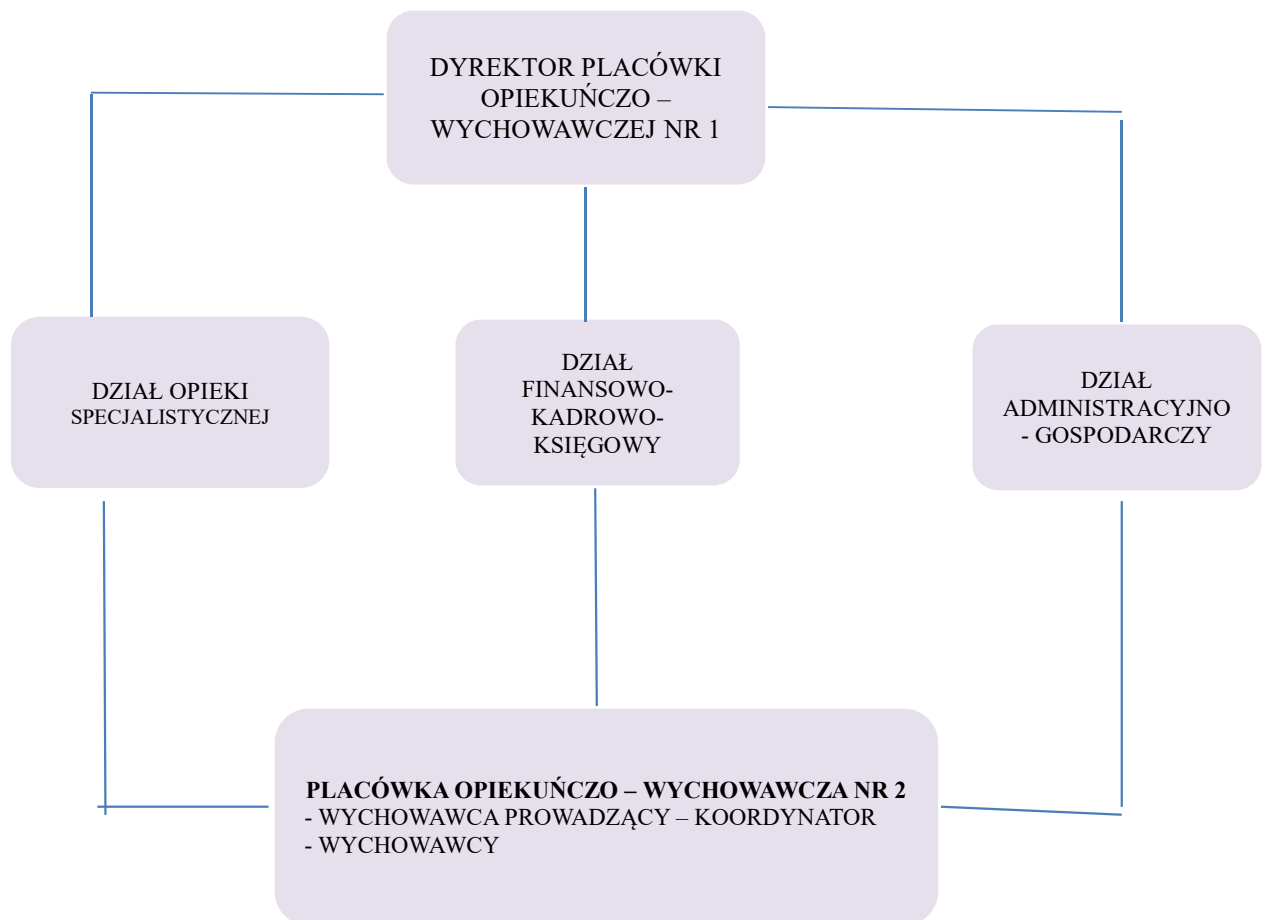 DYREKTOR PLACÓWKI
OPIEKUŃCZO –
WYCHOWAWCZEJ NR 1
DZIAŁ OPIEKI
SPECJALISTYCZNEJ
DZIAŁ
FINANSOWO-
KADROWO-
KSIĘGOWY
DZIAŁ
ADMINISTRACYJNO
- GOSPODARCZY
PLACÓWKA OPIEKUŃCZO – WYCHOWAWCZA NR 2
- WYCHOWAWCA PROWADZĄCY – KOORDYNATOR
- WYCHOWAWCY